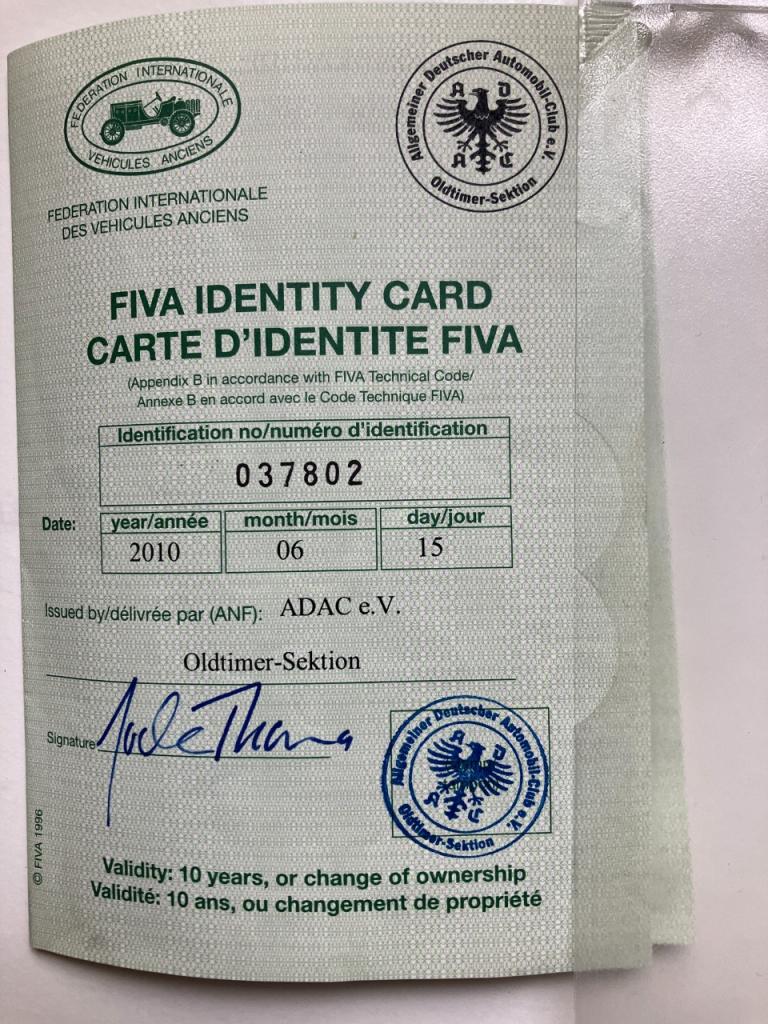 FEDERATION INTERNATIONALE
VEHICULES ANCIENS
Allgemeiner Deutscher Automobil-Club e.V.
A D
A C
Oldtimer-Sektion
FEDERATION INTERNATIONALE
DES VEHICULES ANCIENS
FIVA IDENTITY CARD
CARTE D'IDENTITE FIVA
(Appendix B in accordance with FIVA Technical Code/
Annexe B en accord avec le Code Technique FIVA)
Identification no/numéro d'identification
037802
Date: year/année month/mois day/jour
2010 06 15
Issued by/délivrée par (ANF): ADAC e.V.
Oldtimer-Sektion
Signature
Allgemeiner Deutscher Automobil-Club e.V.
A D
A C
Oldtimer-Sektion
© FIVA 1996
Validity: 10 years, or change of ownership
Validité: 10 ans, ou changement de propriété